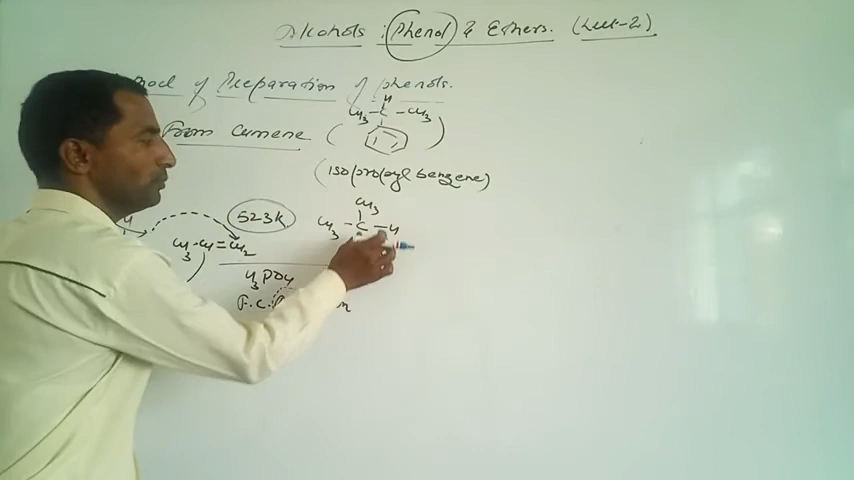 Alcohols : Phenol & Ethers. (Lect-2)
of Preparation of phenols.
H
From Cumene ( CH3 - C - CH3 )
(isopropyl benzene)
CH3
523K
CH3 - C - H
CH3 - CH = CH2 )
H3PO4
F.C.